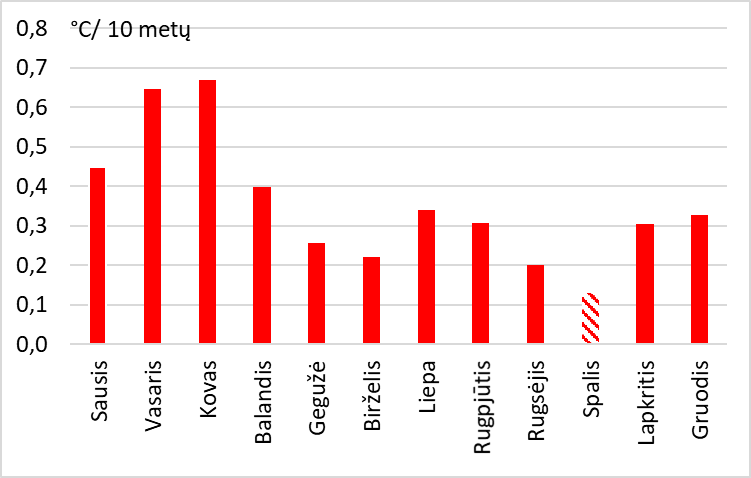 °C/ 10 metų
0,8
0,7
0,6
0,5
0,4
0,3
0,2
0,1
0,0
Sausis
Vasaris
Kovas
Balandis
Gegužė
Birželis
Liepa
Rugpjūtis
Rugsėjis
Spalis
Lapkritis
Gruodis